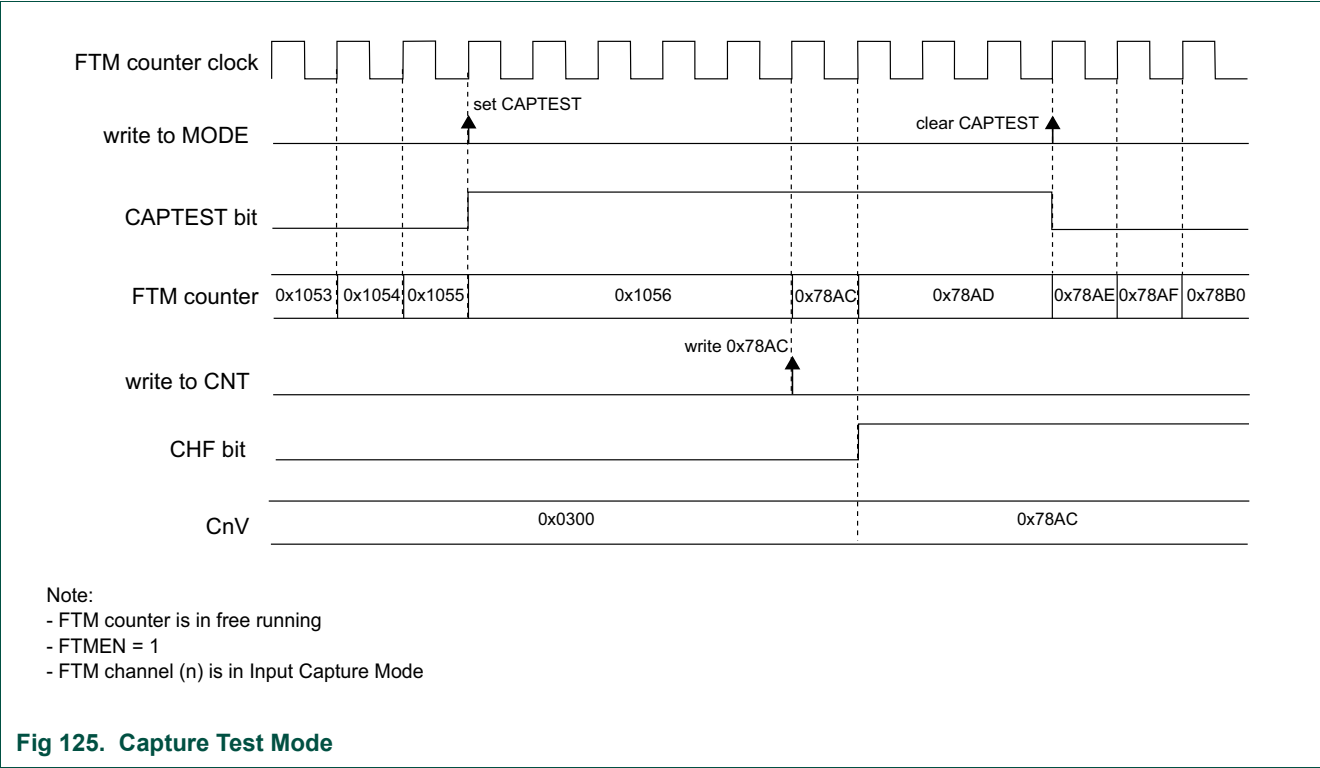 FTM counter clock
set CAPTEST
write to MODE
clear CAPTEST
CAPTEST bit
FTM counter 0x1053 0x1054 0x1055 0x1056 0x78AC 0x78AD 0x78AE 0x78AF 0x78B0
write 0x78AC
write to CNT
CHF bit
CnV 0x0300 0x78AC
Note:
- FTM counter is in free running
- FTMEN = 1
- FTM channel (n) is in Input Capture Mode
Fig 125. Capture Test Mode